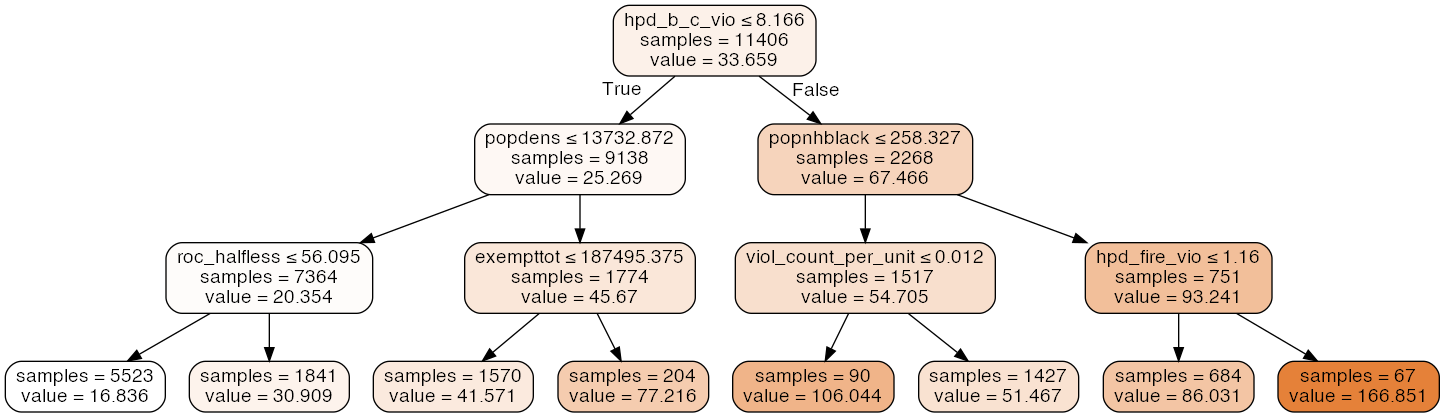 hpd_b_c_vio ≤ 8.166
samples = 11406
value = 33.659
True
False
popdens ≤ 13732.872
samples = 9138
value = 25.269
popnhblack ≤ 258.327
samples = 2268
value = 67.466
roc_halfless ≤ 56.095
samples = 7364
value = 20.354
exempttot ≤ 187495.375
samples = 1774
value = 45.67
viol_count_per_unit ≤ 0.012
samples = 1517
value = 54.705
hpd_fire_vio ≤ 1.16
samples = 751
value = 93.241
samples = 5523
value = 16.836
samples = 1841
value = 30.909
samples = 1570
value = 41.571
samples = 204
value = 77.216
samples = 90
value = 106.044
samples = 1427
value = 51.467
samples = 684
value = 86.031
samples = 67
value = 166.851